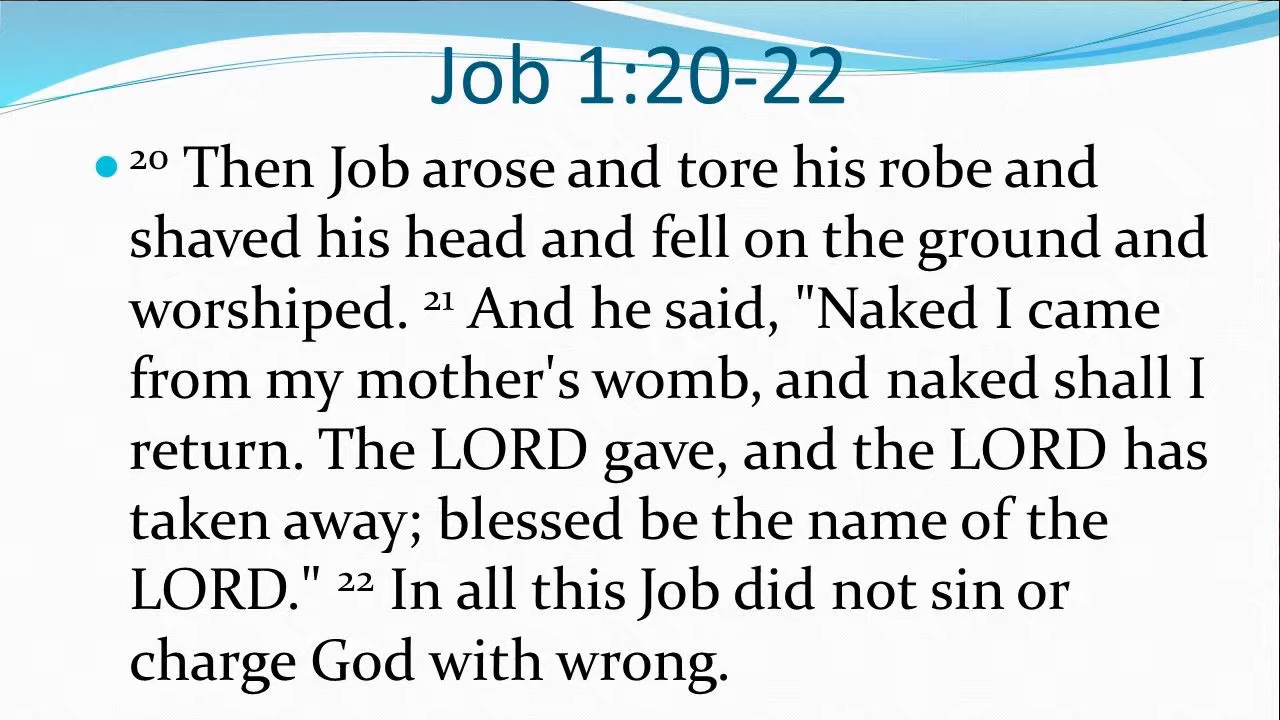 Job 1:20-22
• 20 Then Job arose and tore his robe and
shaved his head and fell on the ground and
worshiped. 21 And he said, "Naked I came
from my mother's womb, and naked shall I
return. The LORD gave, and the LORD has
taken away; blessed be the name of the
LORD." 22 In all this Job did not sin or
charge God with wrong.